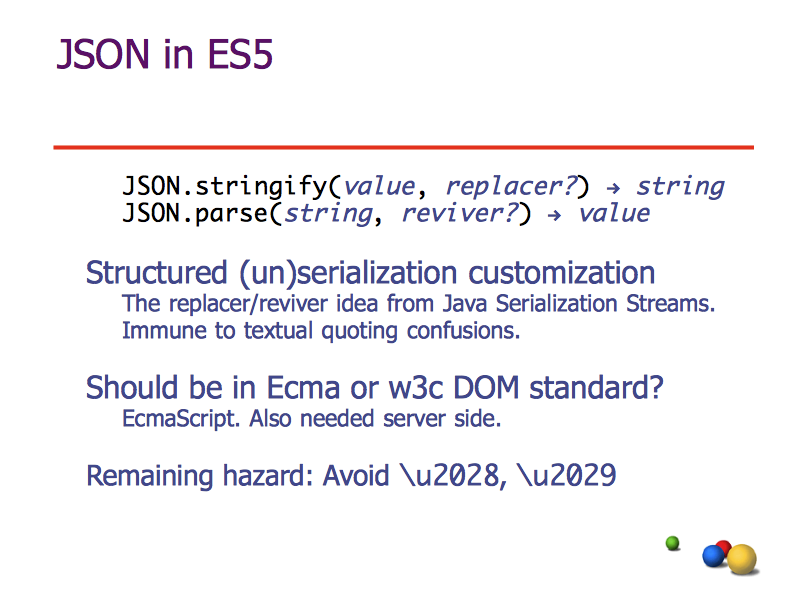 JSON in ES5
JSON.stringify(value, replacer?) → string
JSON.parse(string, reviver?) → value
Structured (un)serialization customization
The replacer/reviver idea from Java Serialization Streams.
Immune to textual quoting confusions.
Should be in Ecma or w3c DOM standard?
EcmaScript. Also needed server side.
Remaining hazard: Avoid \u2028, \u2029